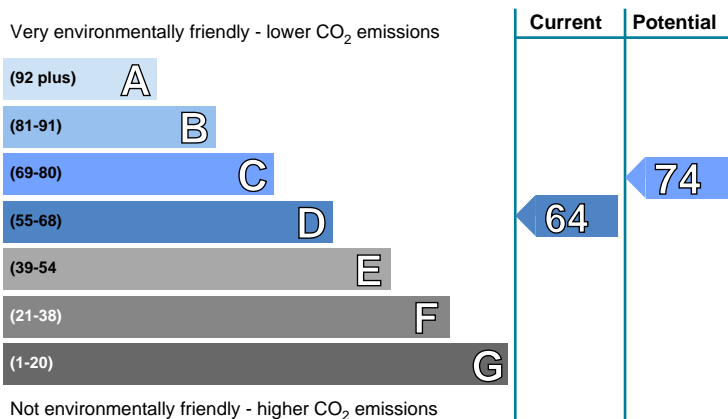 Very environmentally friendly - lower CO2 emissions
Current
Potential
(92 plus) A
(81-91) B
(69-80) C
(55-68) D
(39-54 E
(21-38) F
(1-20) G
64
74
Not environmentally friendly - higher CO2 emissions